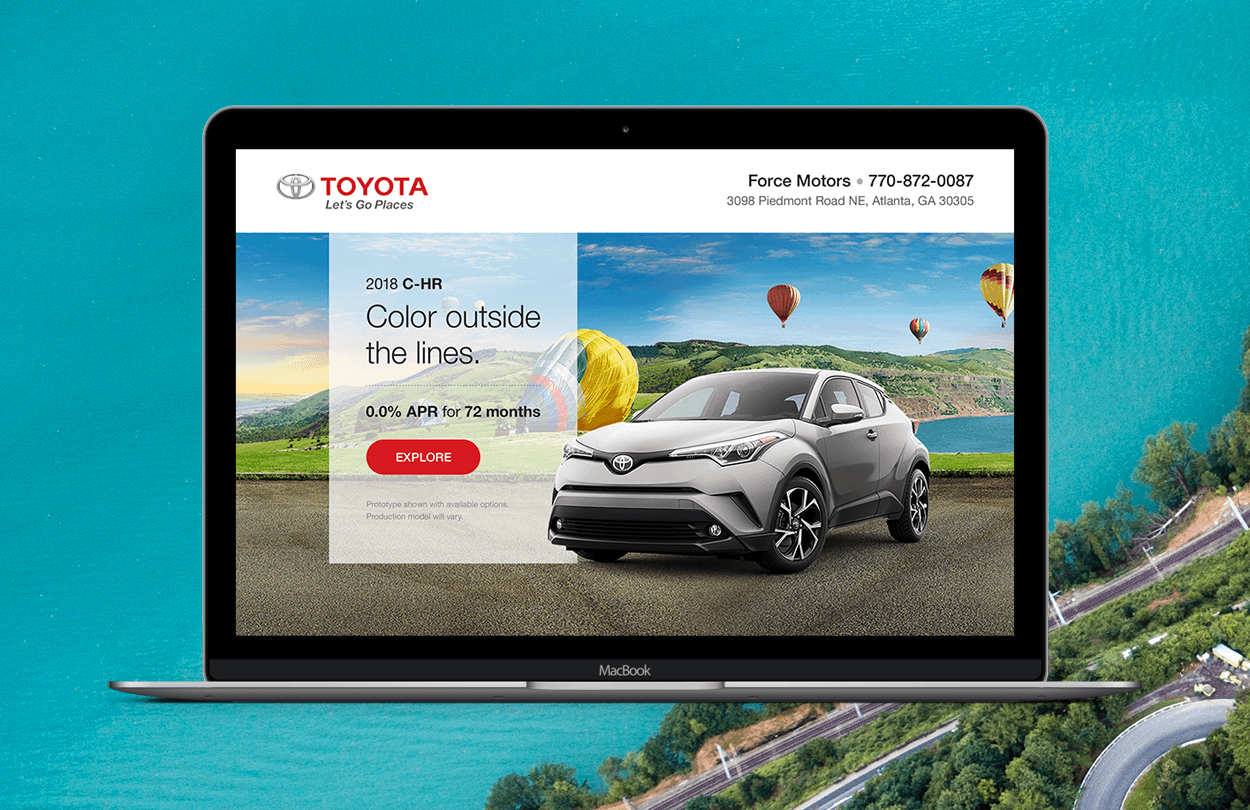 TOYOTA
Let's Go Places
Force Motors • 770-872-0087
3098 Piedmont Road NE, Atlanta, GA 30305
2018 C-HR
Color outside
the lines.
0.0% APR for 72 months
EXPLORE
Prototype shown with available options.
Production model will vary.
MacBook